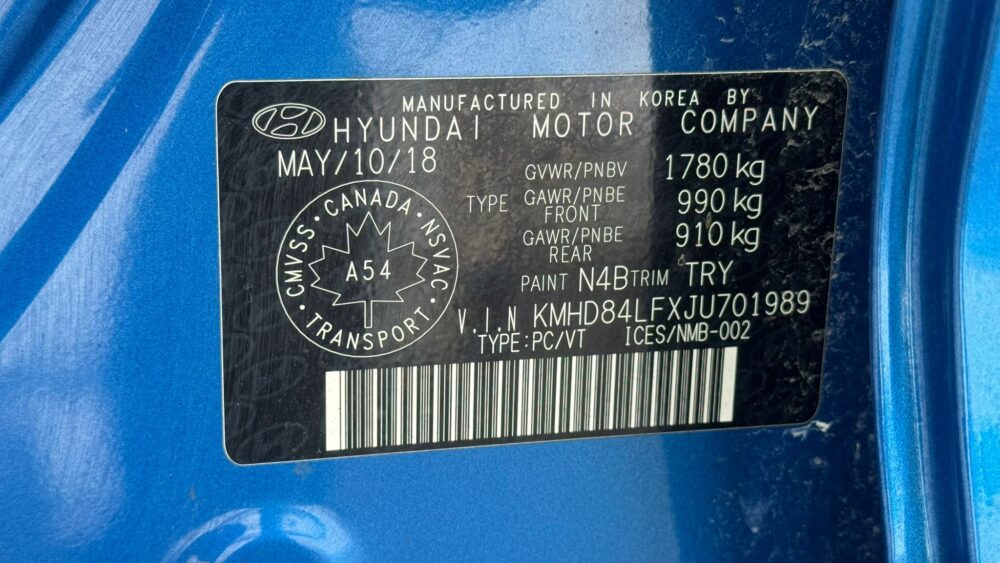 MANUFACTURED IN KOREA BY
HYUNDAI MOTOR COMPANY
MAY/10/18
GVWR/PNBV 1780 kg
TYPE GAWR/PNBE FRONT 990 kg
GAWR/PNBE REAR 910 kg
PAINT N4B TRIM TRY
CANADA · NSVAC · TRANSPORT · CMVSS ·
A54
V.I.N KMHD84LFXJU701989
TYPE:PC/VT ICES/NMB-002